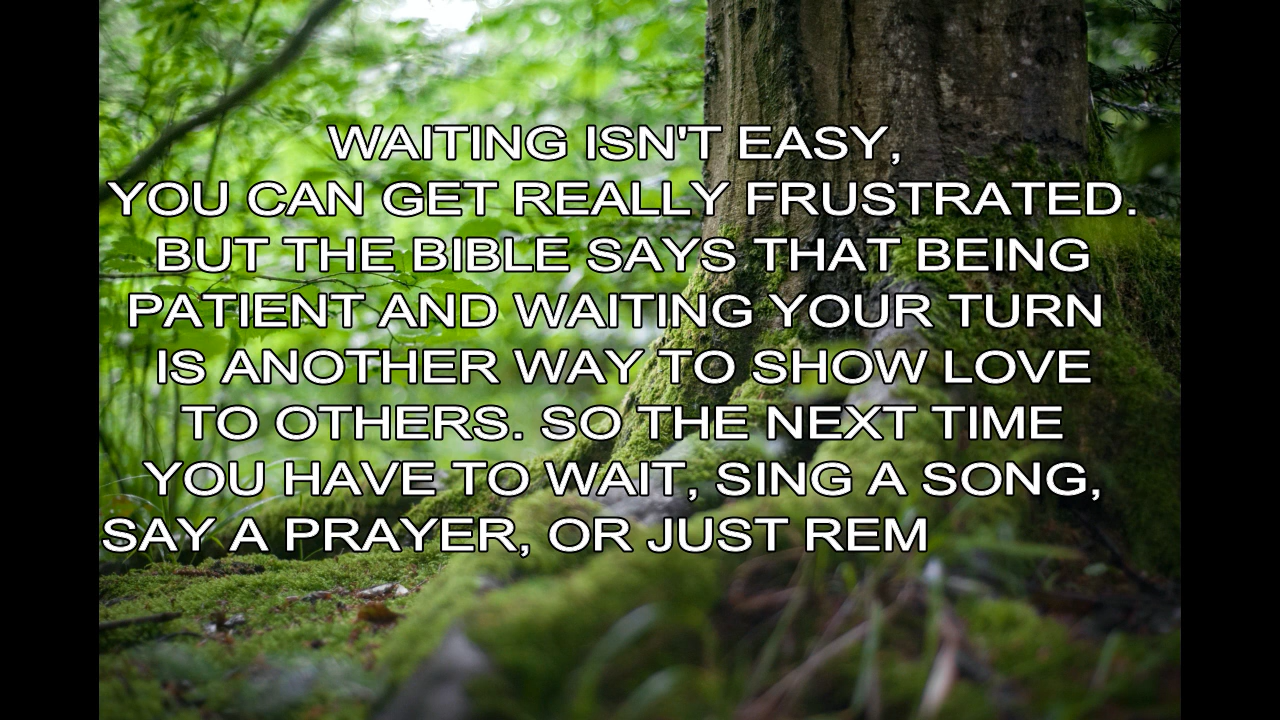 WAITING ISN'T EASY,
YOU CAN GET REALLY FRUSTRATED.
BUT THE BIBLE SAYS THAT BEING
PATIENT AND WAITING YOUR TURN
IS ANOTHER WAY TO SHOW LOVE
TO OTHERS. SO THE NEXT TIME
YOU HAVE TO WAIT, SING A SONG,
SAY A PRAYER, OR JUST REM